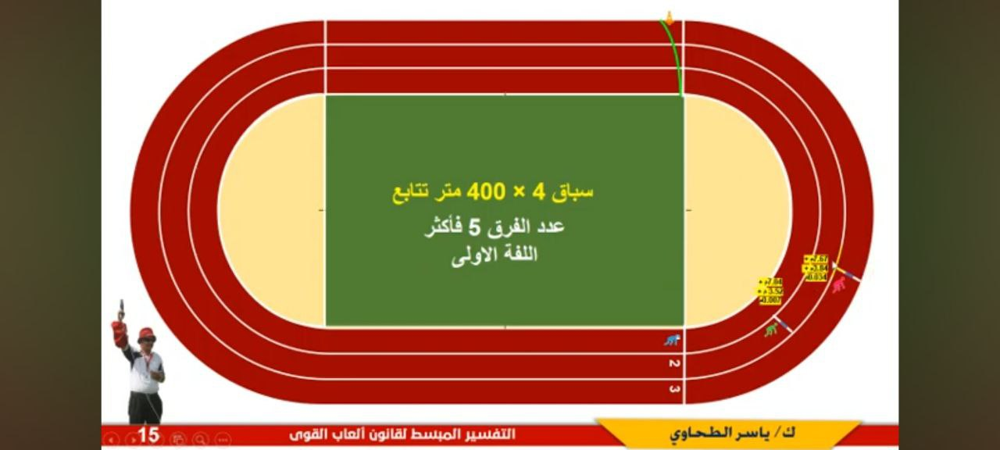 سباق 4 × 400 متر تتابع
عدد الفرق 5 فأكثر
اللفة الاولى
2
3
15
التفسير المبسط لقانون ألعاب القوى
ك/ ياسر الطحاوي